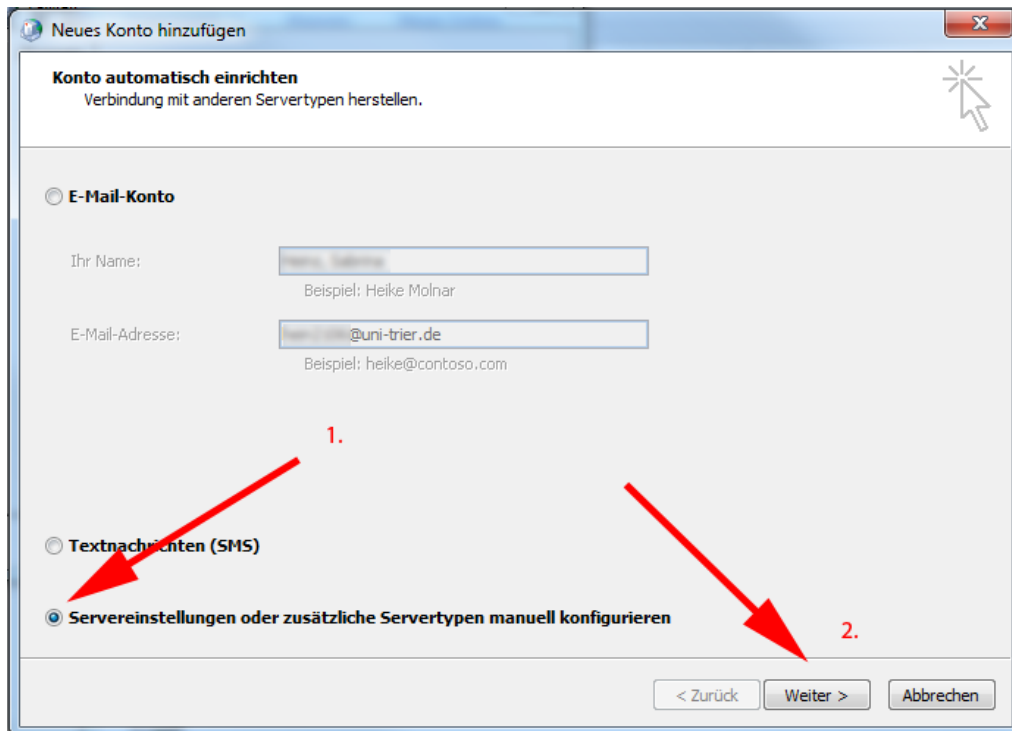 Neues Konto hinzufügen
Konto automatisch einrichten
Verbindung mit anderen Servertypen herstellen.
E-Mail-Konto
Ihr Name:
Beispiel: Heike Molnar
E-Mail-Adresse: @uni-trier.de
Beispiel: heike@contoso.com
1.
Textnachrichten (SMS)
Servereinstellungen oder zusätzliche Servertypen manuell konfigurieren
2.
< Zurück Weiter > Abbrechen